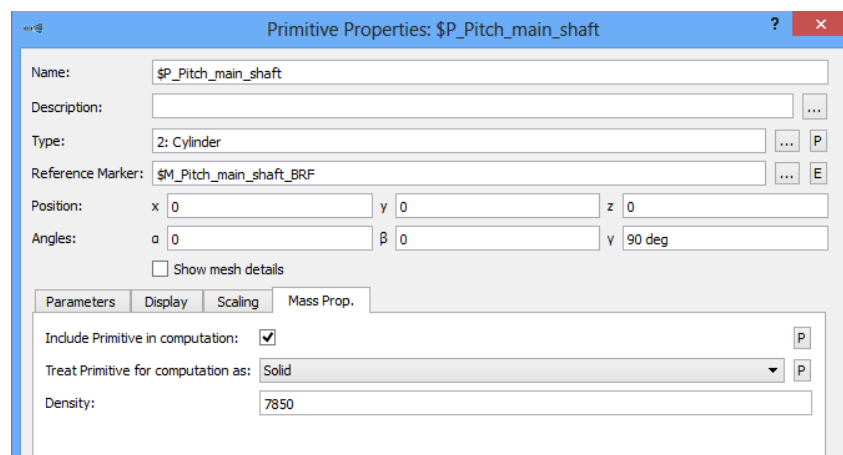 Primitive Properties: $P_Pitch_main_shaft ? ×
Name: $P_Pitch_main_shaft
Description: ...
Type: 2: Cylinder ... P
Reference Marker: $M_Pitch_main_shaft_BRF ... E
Position: x 0 y 0 z 0
Angles: α 0 β 0 γ 90 deg
Show mesh details
Parameters Display Scaling Mass Prop.
Include Primitive in computation: P
Treat Primitive for computation as: Solid P
Density: 7850